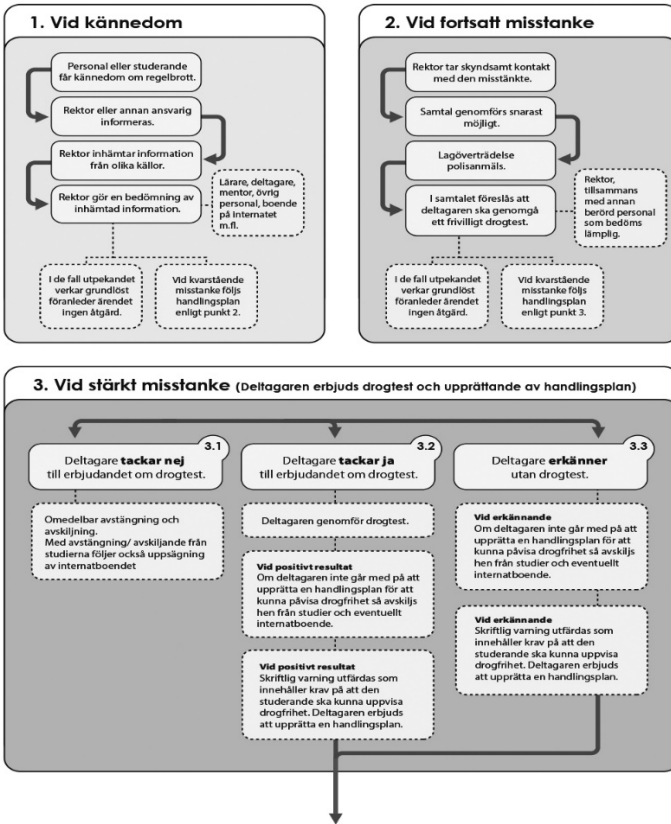 1. Vid kännedom
Personal eller studerande
får kännedom om regelbrott.
Rektor eller annan ansvarig
informeras.
Rektor inhämtar information
från olika källor.
Rektor gör en bedömning av
inhämtad information.
Lärare, deltagare,
mentor, övrig
personal, boende
på internatet
m.fl.
I de fall utpekandet
verkar grundlöst
föranleder ärendet
ingen åtgärd.
Vid kvarstående
misstanke följs
handlingsplan
enligt punkt 2.
2. Vid fortsatt misstanke
Rektor tar skyndsamt kontakt
med den misstänkte.
Samtal genomförs snarast
möjligt.
Lagöverträdelse
polisanmäls.
I samtalet föreslås att
deltagaren ska genomgå
ett frivilligt drogtest.
Rektor,
tillsammans
med annan
berörd personal
som bedöms
lämplig.
I de fall utpekandet
verkar grundlöst
föranleder ärendet
ingen åtgärd.
Vid kvarstående
misstanke följs
handlingsplan
enligt punkt 3.
3. Vid stärkt misstanke (Deltagaren erbjuds drogtest och upprättande av handlingsplan)
3.1
Deltagare tackar nej
till erbjudandet om drogtest.
Omedelbar avstängning och
avskiljning.
Med avstängning/ avskiljande från
studierna följer också uppsägning
av internatboendet
3.2
Deltagare tackar ja
till erbjudandet om drogtest.
Deltagaren genomför drogtest.
Vid positivt resultat
Om deltagaren inte går med på att
upprätta en handlingsplan för att
kunna påvisa drogfrihet så avskiljs
hen från studier och eventuellt
internatboende.
Vid positivt resultat
Skriftlig varning utfärdas som
innehåller krav på att den
studerande ska kunna uppvisa
drogfrihet. Deltagaren erbjuds
att upprätta en handlingsplan.
3.3
Deltagare erkänner
utan drogtest.
Vid erkännande
Om deltagaren inte går med på att
upprätta en handlingsplan för att
kunna påvisa drogfrihet så avskiljs
hen från studier och eventuellt
internatboende.
Vid erkännande
Skriftlig varning utfärdas som
innehåller krav på att den
studerande ska kunna uppvisa
drogfrihet. Deltagaren erbjuds
att upprätta en handlingsplan.